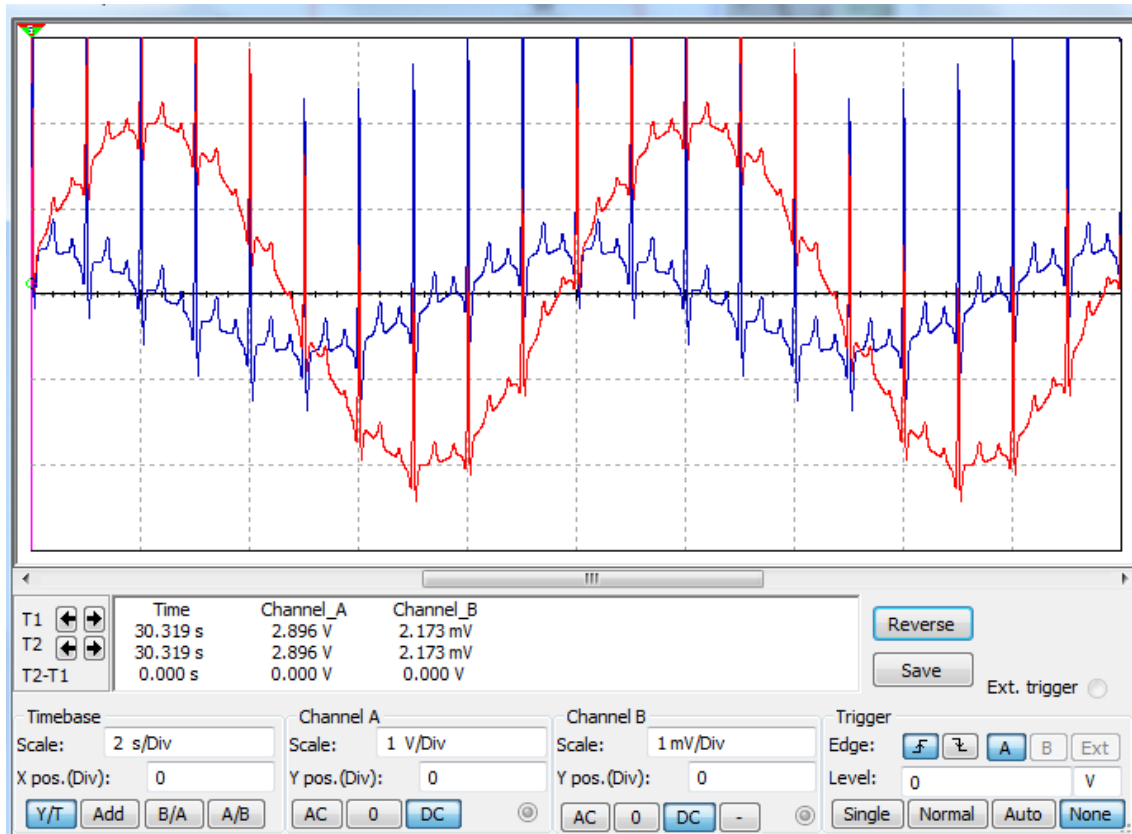 T1
T2
T2-T1
Time Channel_A Channel_B
30.319 s 2.896 V 2.173 mV
30.319 s 2.896 V 2.173 mV
0.000 s 0.000 V 0.000 V
Reverse
Save
Ext. trigger
Timebase
Scale: 2 s/Div
X pos.(Div): 0
Y/T Add B/A A/B
Channel A
Scale: 1 V/Div
Y pos.(Div): 0
AC 0 DC
Channel B
Scale: 1 mV/Div
Y pos.(Div): 0
AC 0 DC -
Trigger
Edge: A B Ext
Level: 0 V
Single Normal Auto None